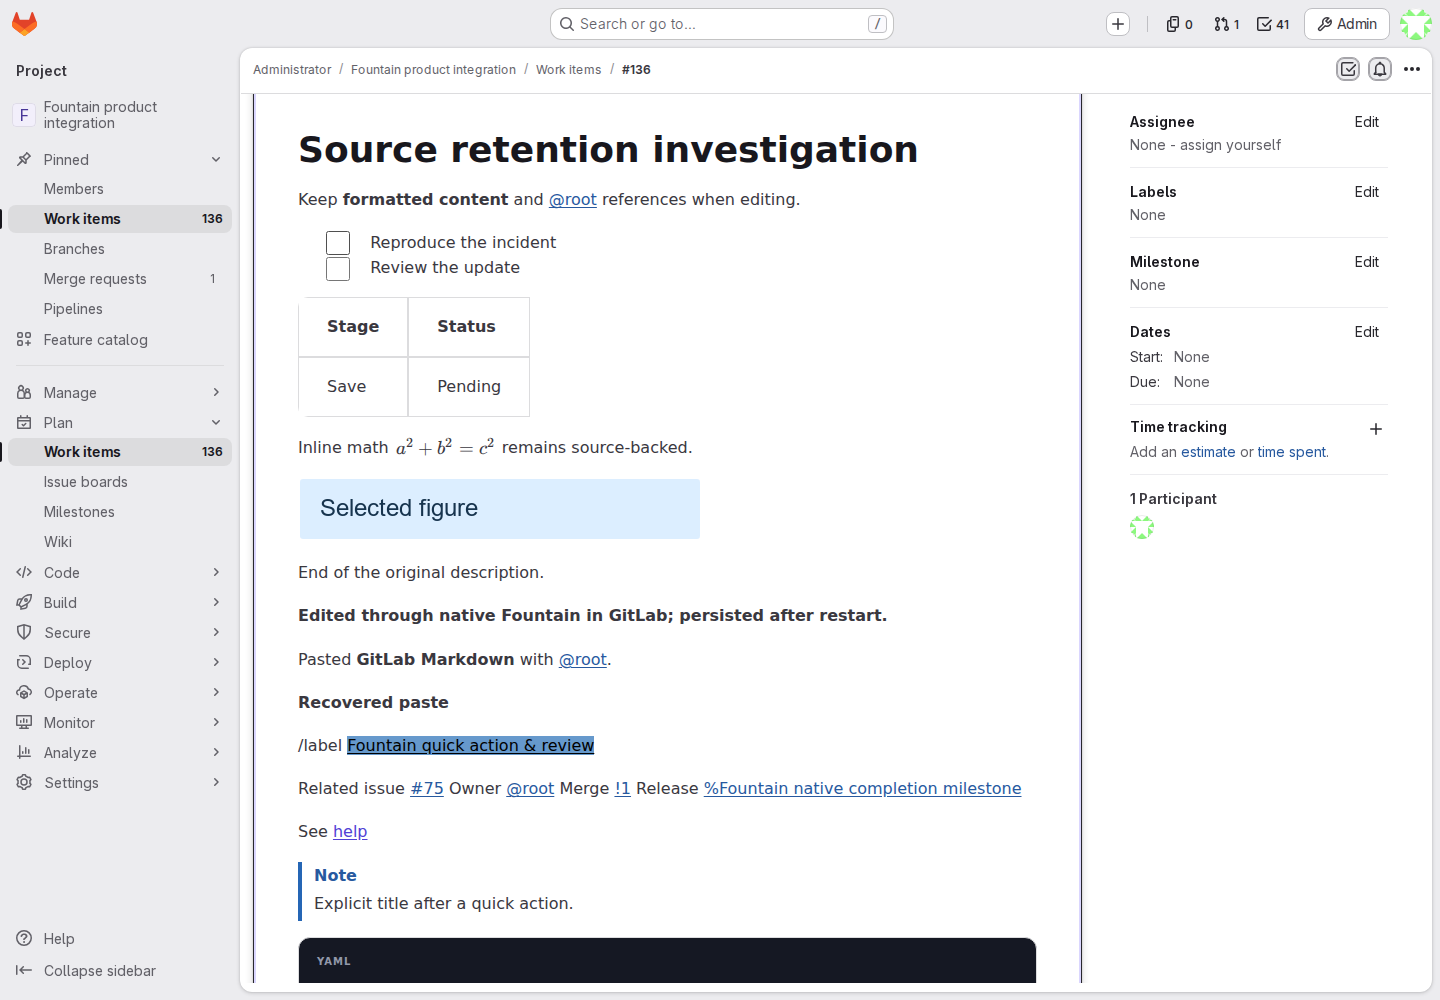 Search or go to...
/
0
1
41
Admin
Project
F
Fountain product integration
Pinned
Members
Work items 136
Branches
Merge requests 1
Pipelines
Feature catalog
Manage
Plan
Work items 136
Issue boards
Milestones
Wiki
Code
Build
Secure
Deploy
Operate
Monitor
Analyze
Settings
Help
Collapse sidebar
Administrator / Fountain product integration / Work items / #136
Source retention investigation
Keep formatted content and @root references when editing.
Reproduce the incident
Review the update
Stage Status
Save Pending
Inline math a² + b² = c² remains source-backed.
Selected figure
End of the original description.
Edited through native Fountain in GitLab; persisted after restart.
Pasted GitLab Markdown with @root.
Recovered paste
/label Fountain quick action & review
Related issue #75 Owner @root Merge !1 Release %Fountain native completion milestone
See help
Note
Explicit title after a quick action.
YAML
Assignee Edit
None - assign yourself
Labels Edit
None
Milestone Edit
None
Dates Edit
Start: None
Due: None
Time tracking
Add an estimate or time spent.
1 Participant